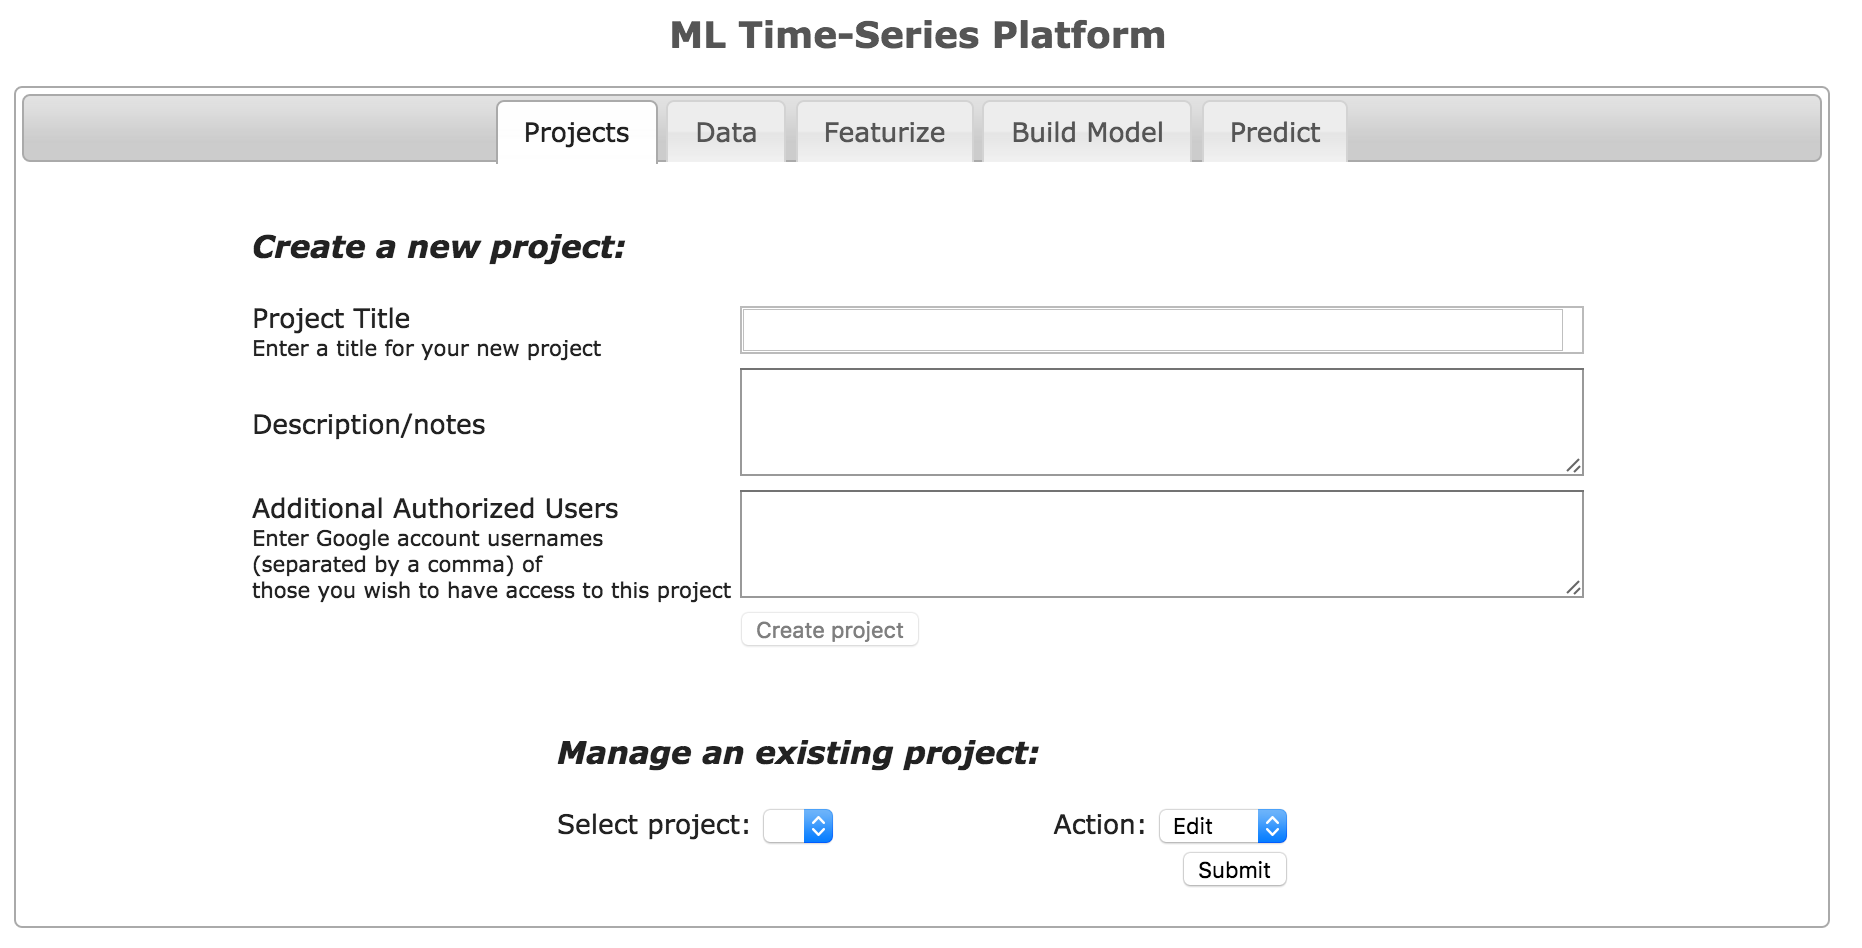 ML Time-Series Platform
Projects Data Featurize Build Model Predict
Create a new project:
Project Title
Enter a title for your new project
Description/notes
Additional Authorized Users
Enter Google account usernames
(separated by a comma) of
those you wish to have access to this project
Create project
Manage an existing project:
Select project: Action: Edit
Submit